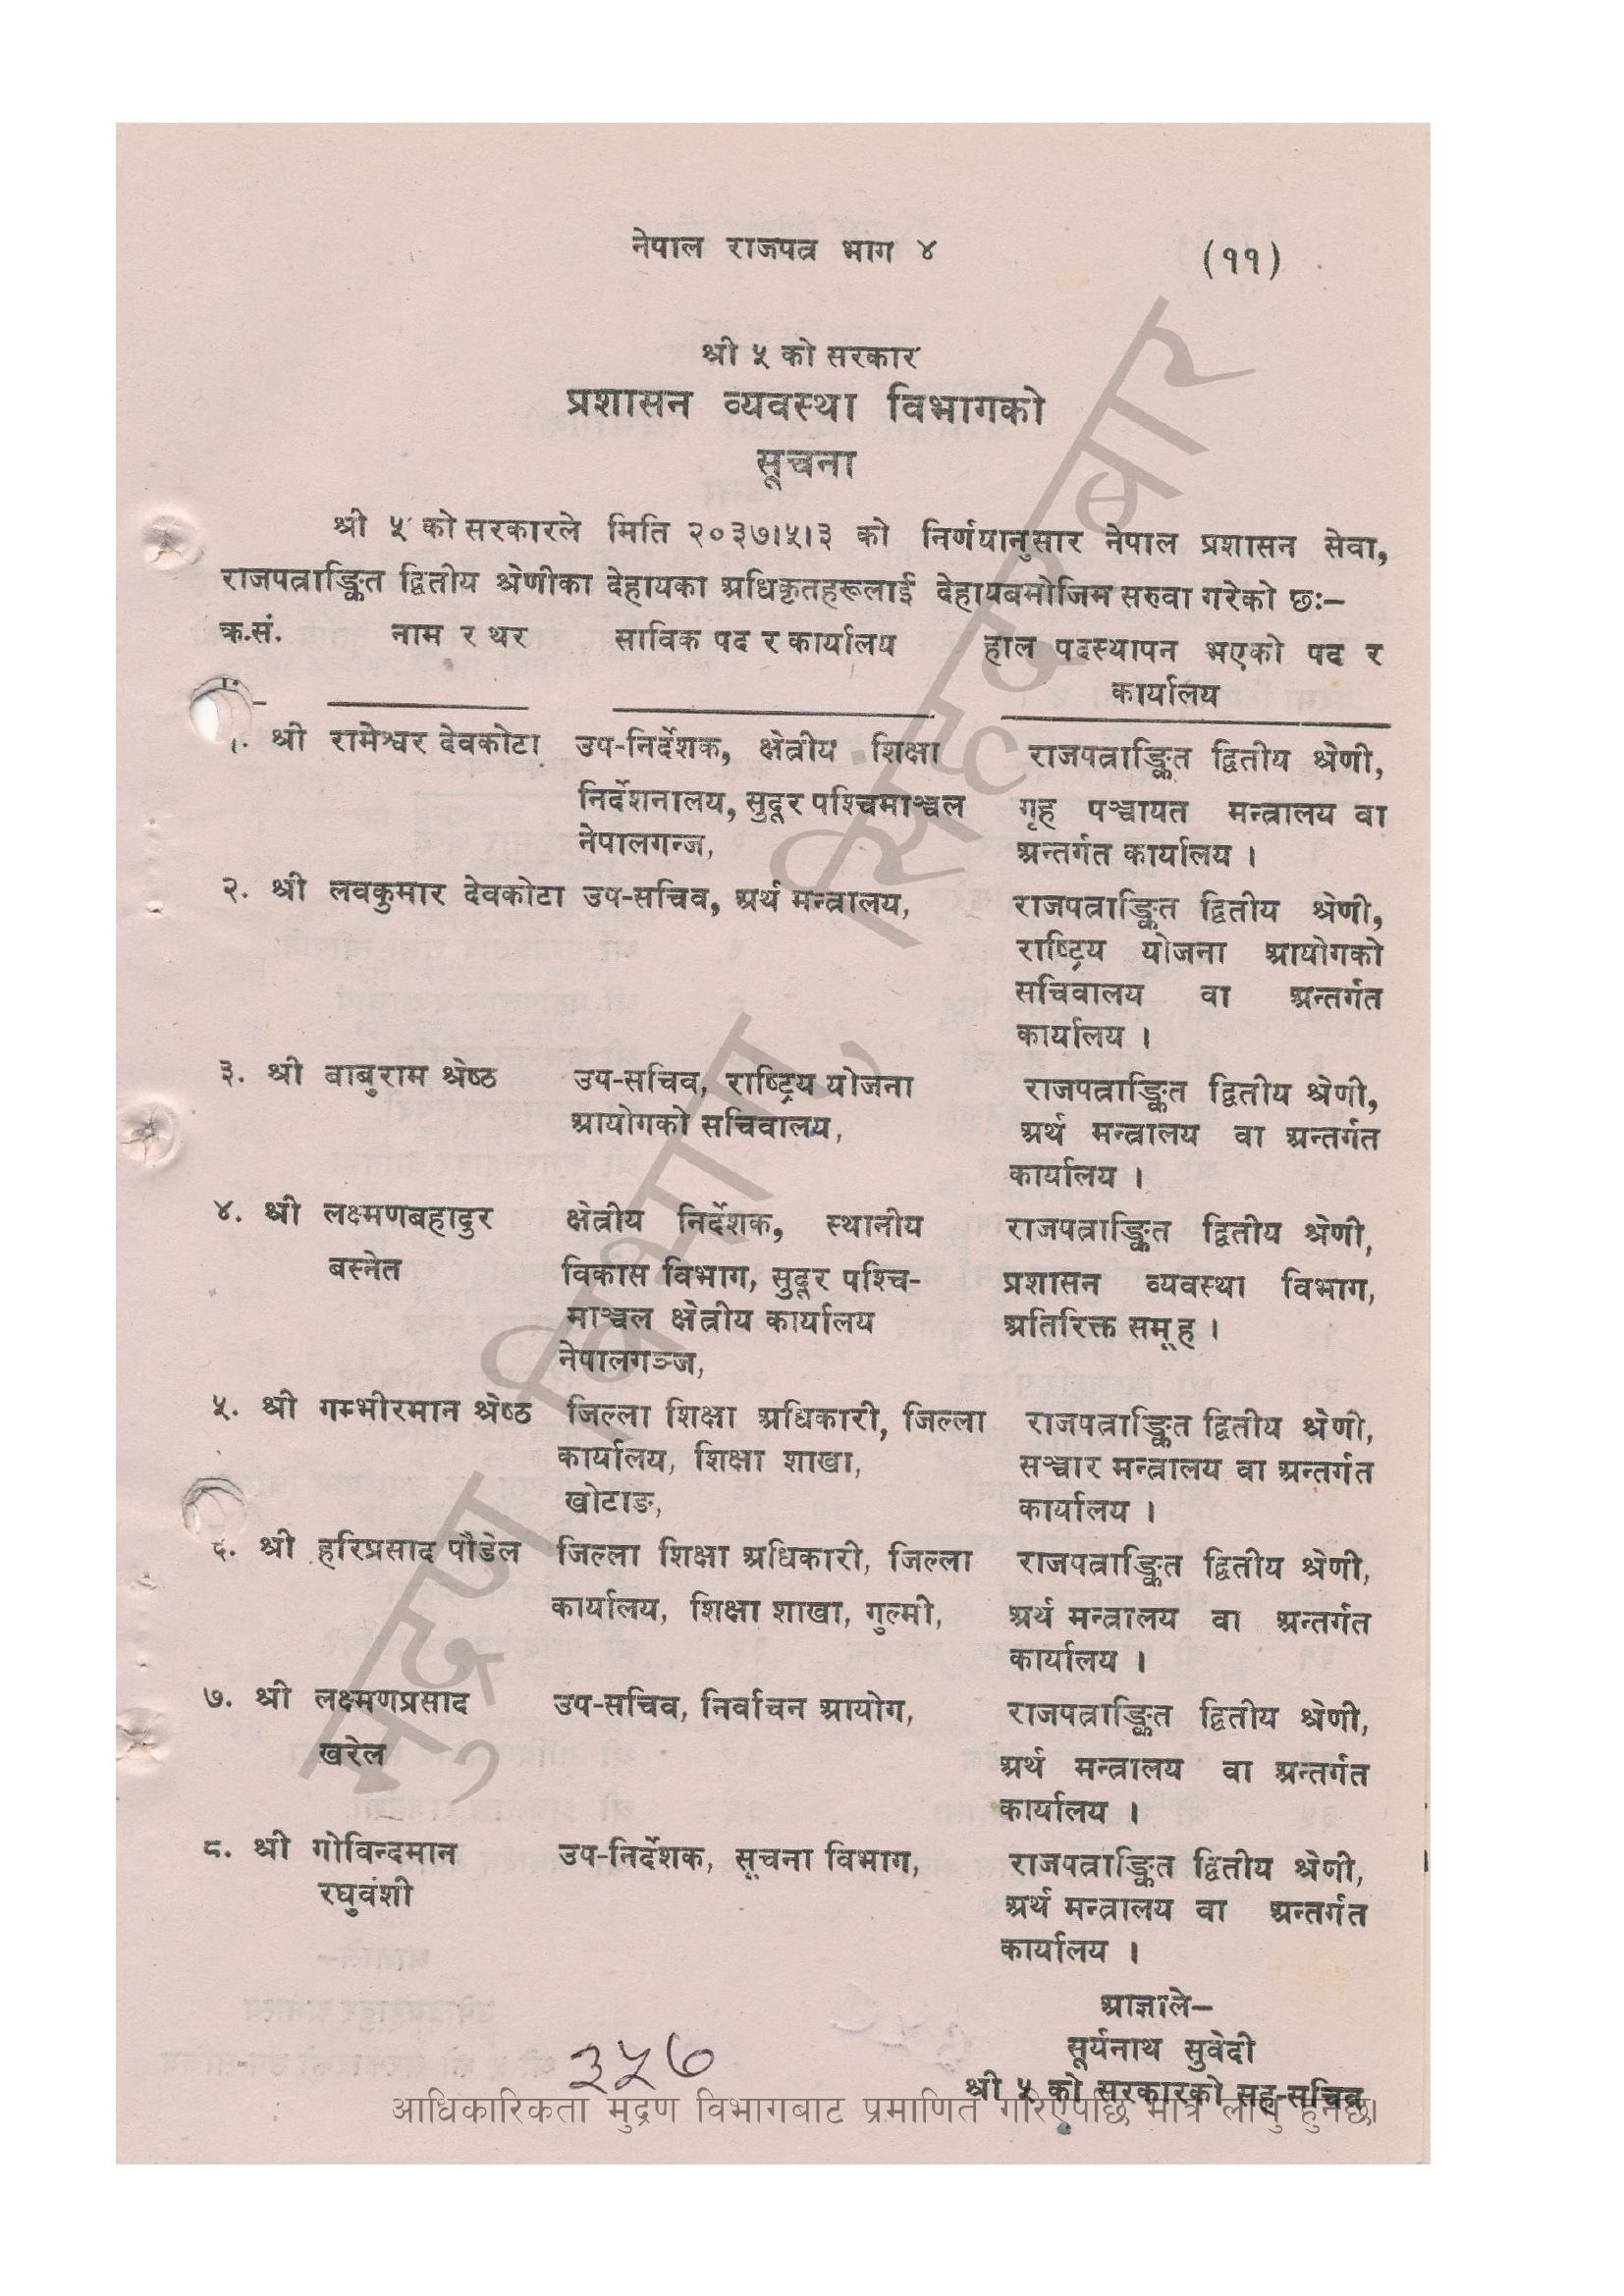 नेपाल राजपत्र भाग ४
(११)
श्री ५ को सरकार
प्रशासन व्यवस्था विभागको
सूचना
श्री ५ को सरकारले मिति २०३७।५।३ को निर्णयानुसार नेपाल प्रशासन सेवा,
राजपत्राङ्कित द्वितीय श्रेणीका देहायका अधिकृतहरूलाई देहायबमोजिम सरुवा गरेको छः–
क्र.सं. नाम र थर साविक पद र कार्यालय हाल पदस्थापन भएको पद र
कार्यालय
१. श्री रामेश्वर देवकोटा उप-निर्देशक, क्षेत्रीय शिक्षा राजपत्राङ्कित द्वितीय श्रेणी,
निर्देशनालय, सुदूर पश्चिमाञ्चल गृह पञ्चायत मन्त्रालय वा
नेपालगन्ज, अन्तर्गत कार्यालय ।
२. श्री लवकुमार देवकोटा उप-सचिव, अर्थ मन्त्रालय, राजपत्राङ्कित द्वितीय श्रेणी,
राष्ट्रिय योजना आयोगको
सचिवालय वा अन्तर्गत
कार्यालय ।
३. श्री बाबुराम श्रेष्ठ उप-सचिव, राष्ट्रिय योजना राजपत्राङ्कित द्वितीय श्रेणी,
आयोगको सचिवालय, अर्थ मन्त्रालय वा अन्तर्गत
कार्यालय ।
४. श्री लक्ष्मणबहादुर क्षेत्रीय निर्देशक, स्थानीय राजपत्राङ्कित द्वितीय श्रेणी,
बस्नेत विकास विभाग, सुदूर पश्चि- प्रशासन व्यवस्था विभाग,
माञ्चल क्षेत्रीय कार्यालय अतिरिक्त समूह ।
नेपालगञ्ज,
५. श्री गम्भीरमान श्रेष्ठ जिल्ला शिक्षा अधिकारी, जिल्ला राजपत्राङ्कित द्वितीय श्रेणी,
कार्यालय, शिक्षा शाखा, सञ्चार मन्त्रालय वा अन्तर्गत
खोटाङ, कार्यालय ।
६. श्री हरिप्रसाद पौडेल जिल्ला शिक्षा अधिकारी, जिल्ला राजपत्राङ्कित द्वितीय श्रेणी,
कार्यालय, शिक्षा शाखा, गुल्मी, अर्थ मन्त्रालय वा अन्तर्गत
कार्यालय ।
७. श्री लक्ष्मणप्रसाद उप-सचिव, निर्वाचन आयोग, राजपत्राङ्कित द्वितीय श्रेणी,
खरेल अर्थ मन्त्रालय वा अन्तर्गत
कार्यालय ।
८. श्री गोविन्दमान उप-निर्देशक, सूचना विभाग, राजपत्राङ्कित द्वितीय श्रेणी,
रघुवंशी अर्थ मन्त्रालय वा अन्तर्गत
कार्यालय ।
आज्ञाले–
सूर्यनाथ सुवेदी
श्री ५ को सरकारको सह-सचिव
३५७
आधिकारिकता मुद्रण विभागबाट प्रमाणित गरिएपछि मात्र लागु हुनेछ।
मुद्रण विभाग, सिंहदरबार